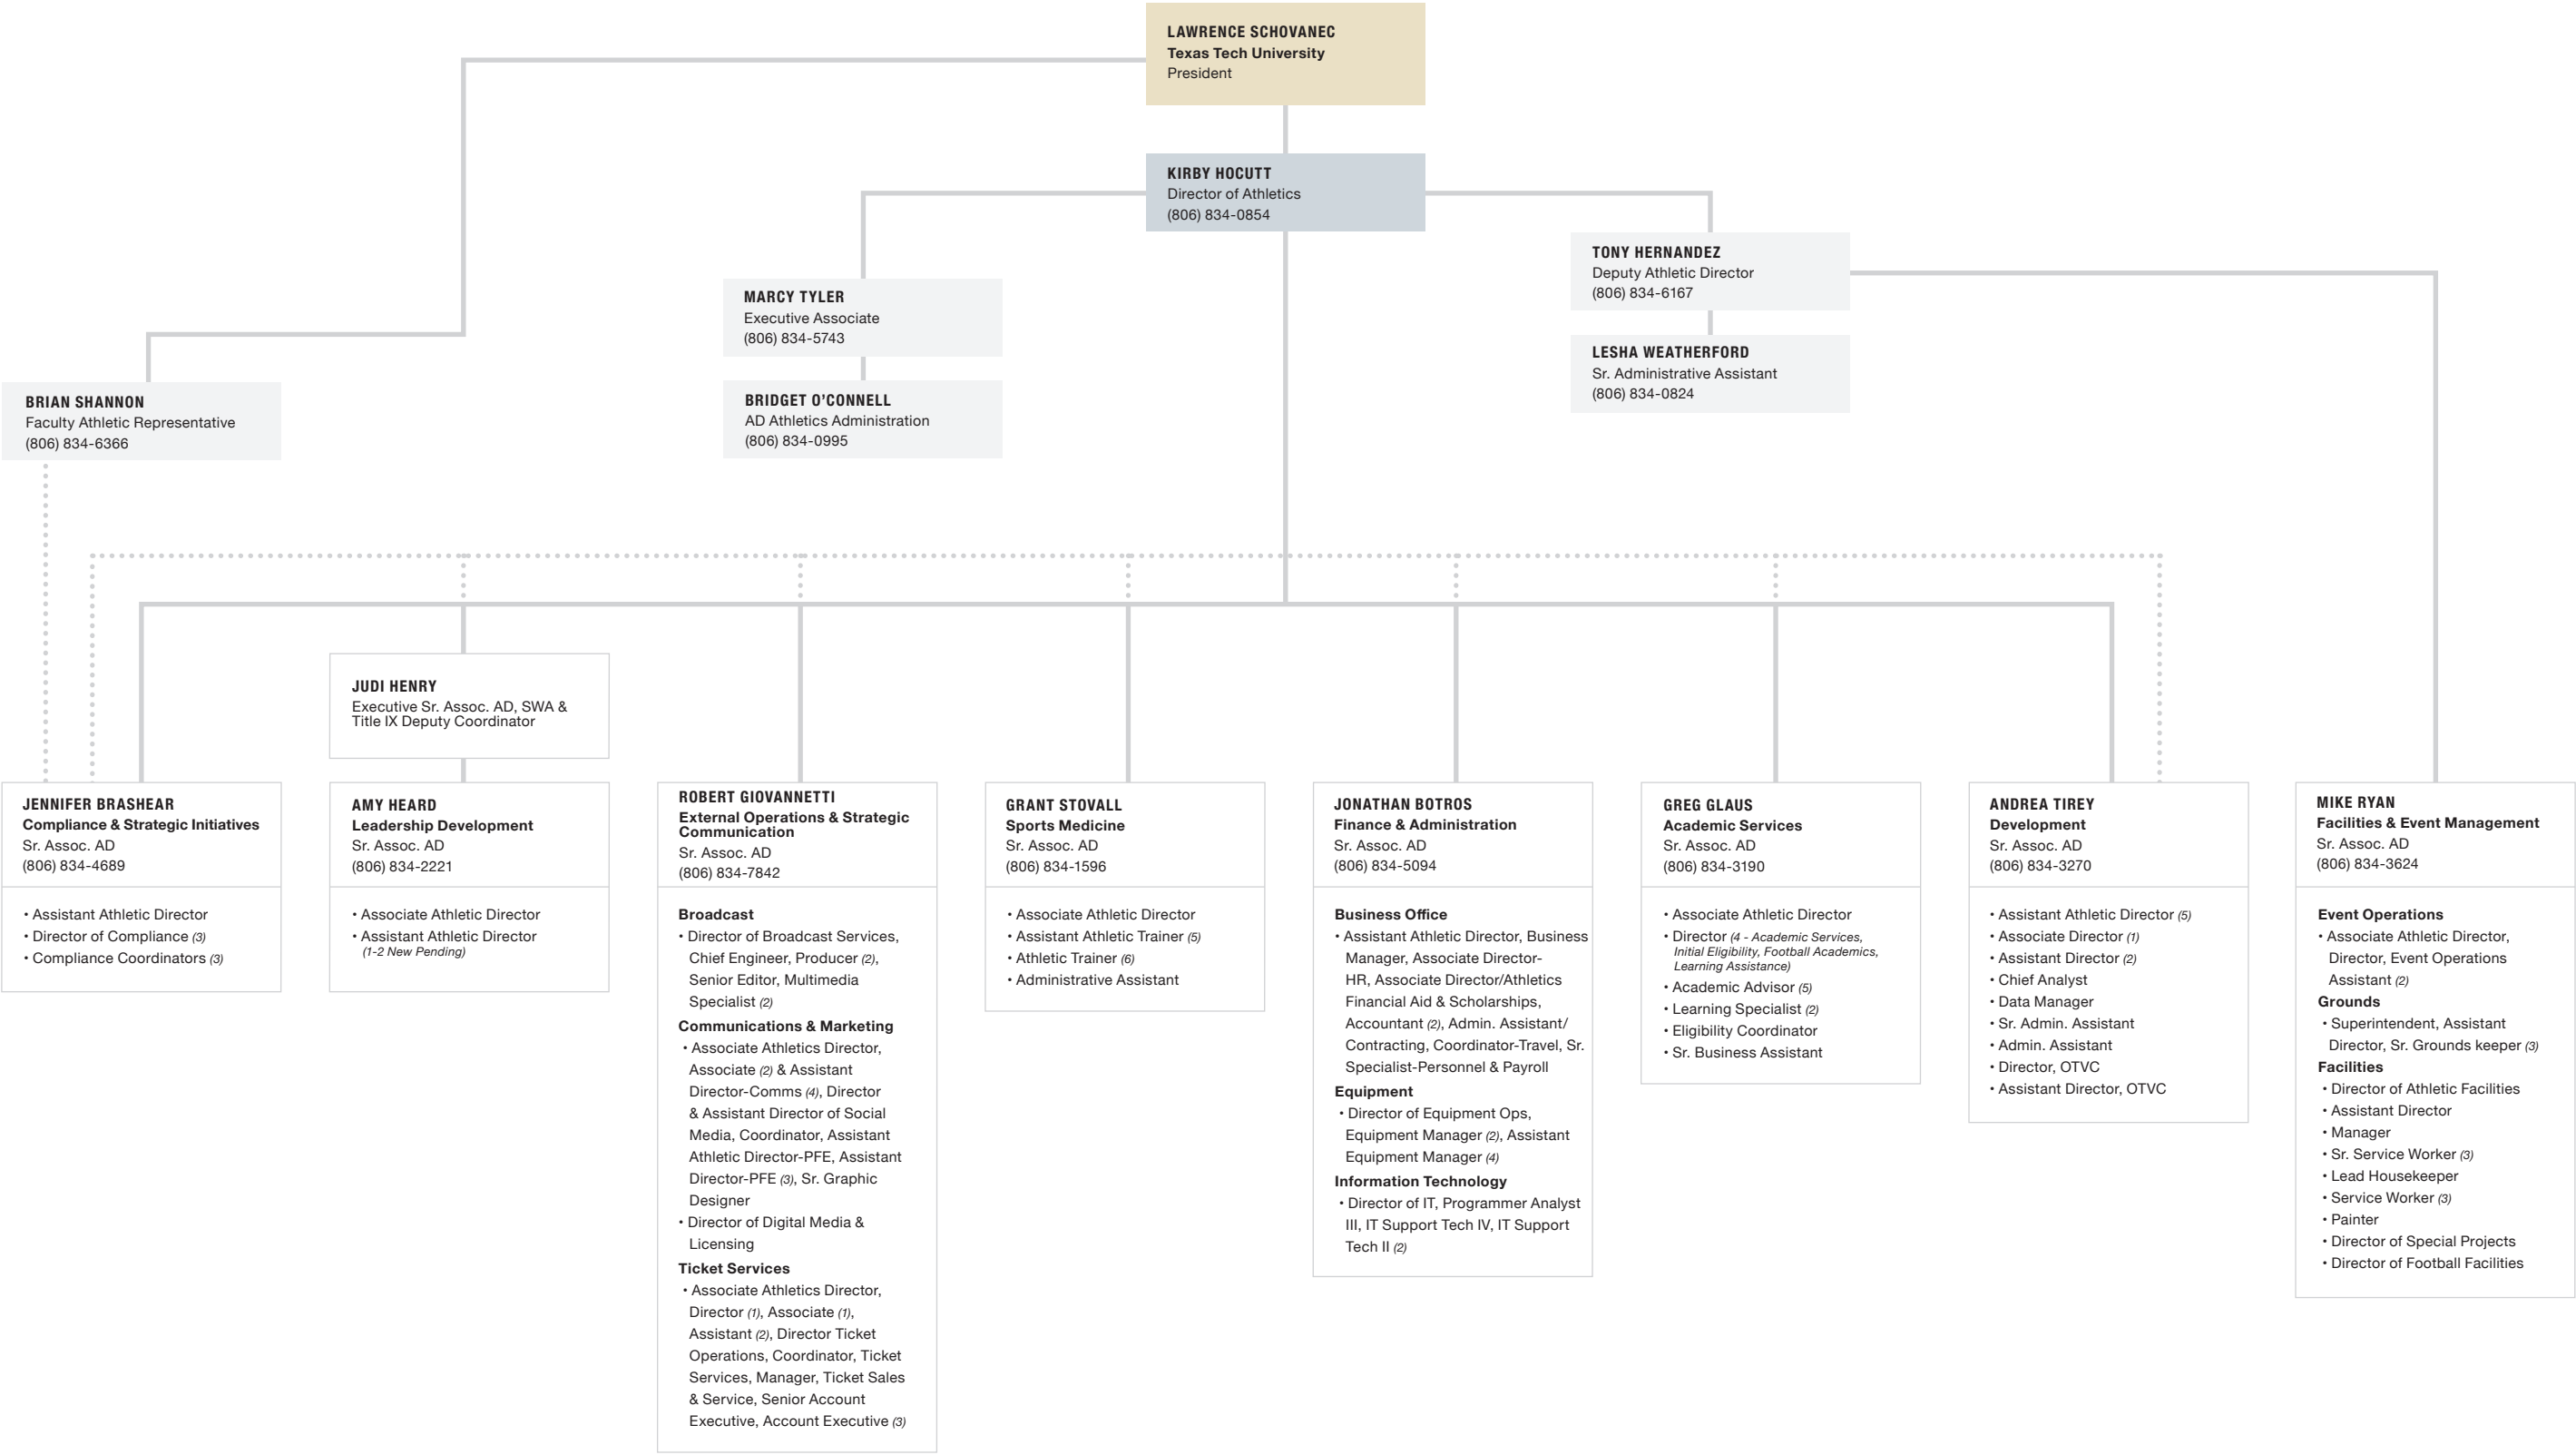 LAWRENCE SCHOVANEC
Texas Tech University
President
KIRBY HOCUTT
Director of Athletics
(806) 834-0854
TONY HERNANDEZ
Deputy Athletic Director
(806) 834-6167
MARCY TYLER
Executive Associate
(806) 834-5743
LESHA WEATHERFORD
Sr. Administrative Assistant
(806) 834-0824
BRIDGET O’CONNELL
AD Athletics Administration
(806) 834-0995
BRIAN SHANNON
Faculty Athletic Representative
(806) 834-6366
JUDI HENRY
Executive Sr. Assoc. AD, SWA &
Title IX Deputy Coordinator
JENNIFER BRASHEAR
Compliance & Strategic Initiatives
Sr. Assoc. AD
(806) 834-4689
• Assistant Athletic Director
• Director of Compliance (3)
• Compliance Coordinators (3)
AMY HEARD
Leadership Development
Sr. Assoc. AD
(806) 834-2221
• Associate Athletic Director
• Assistant Athletic Director
(1-2 New Pending)
ROBERT GIOVANNETTI
External Operations & Strategic
Communication
Sr. Assoc. AD
(806) 834-7842
Broadcast
• Director of Broadcast Services,
Chief Engineer, Producer (2),
Senior Editor, Multimedia
Specialist (2)
Communications & Marketing
• Associate Athletics Director,
Associate (2) & Assistant
Director-Comms (4), Director
& Assistant Director of Social
Media, Coordinator, Assistant
Athletic Director-PFE, Assistant
Director-PFE (3), Sr. Graphic
Designer
• Director of Digital Media &
Licensing
Ticket Services
• Associate Athletics Director,
Director (1), Associate (1),
Assistant (2), Director Ticket
Operations, Coordinator, Ticket
Services, Manager, Ticket Sales
& Service, Senior Account
Executive, Account Executive (3)
GRANT STOVALL
Sports Medicine
Sr. Assoc. AD
(806) 834-1596
• Associate Athletic Director
• Assistant Athletic Trainer (5)
• Athletic Trainer (6)
• Administrative Assistant
JONATHAN BOTROS
Finance & Administration
Sr. Assoc. AD
(806) 834-5094
Business Office
• Assistant Athletic Director, Business
Manager, Associate Director-
HR, Associate Director/Athletics
Financial Aid & Scholarships,
Accountant (2), Admin. Assistant/
Contracting, Coordinator-Travel, Sr.
Specialist-Personnel & Payroll
Equipment
• Director of Equipment Ops,
Equipment Manager (2), Assistant
Equipment Manager (4)
Information Technology
• Director of IT, Programmer Analyst
III, IT Support Tech IV, IT Support
Tech II (2)
GREG GLAUS
Academic Services
Sr. Assoc. AD
(806) 834-3190
• Associate Athletic Director
• Director (4 - Academic Services,
Initial Eligibility, Football Academics,
Learning Assistance)
• Academic Advisor (5)
• Learning Specialist (2)
• Eligibility Coordinator
• Sr. Business Assistant
ANDREA TIREY
Development
Sr. Assoc. AD
(806) 834-3270
• Assistant Athletic Director (5)
• Associate Director (1)
• Assistant Director (2)
• Chief Analyst
• Data Manager
• Sr. Admin. Assistant
• Admin. Assistant
• Director, OTVC
• Assistant Director, OTVC
MIKE RYAN
Facilities & Event Management
Sr. Assoc. AD
(806) 834-3624
Event Operations
• Associate Athletic Director,
Director, Event Operations
Assistant (2)
Grounds
• Superintendent, Assistant
Director, Sr. Grounds keeper (3)
Facilities
• Director of Athletic Facilities
• Assistant Director
• Manager
• Sr. Service Worker (3)
• Lead Housekeeper
• Service Worker (3)
• Painter
• Director of Special Projects
• Director of Football Facilities